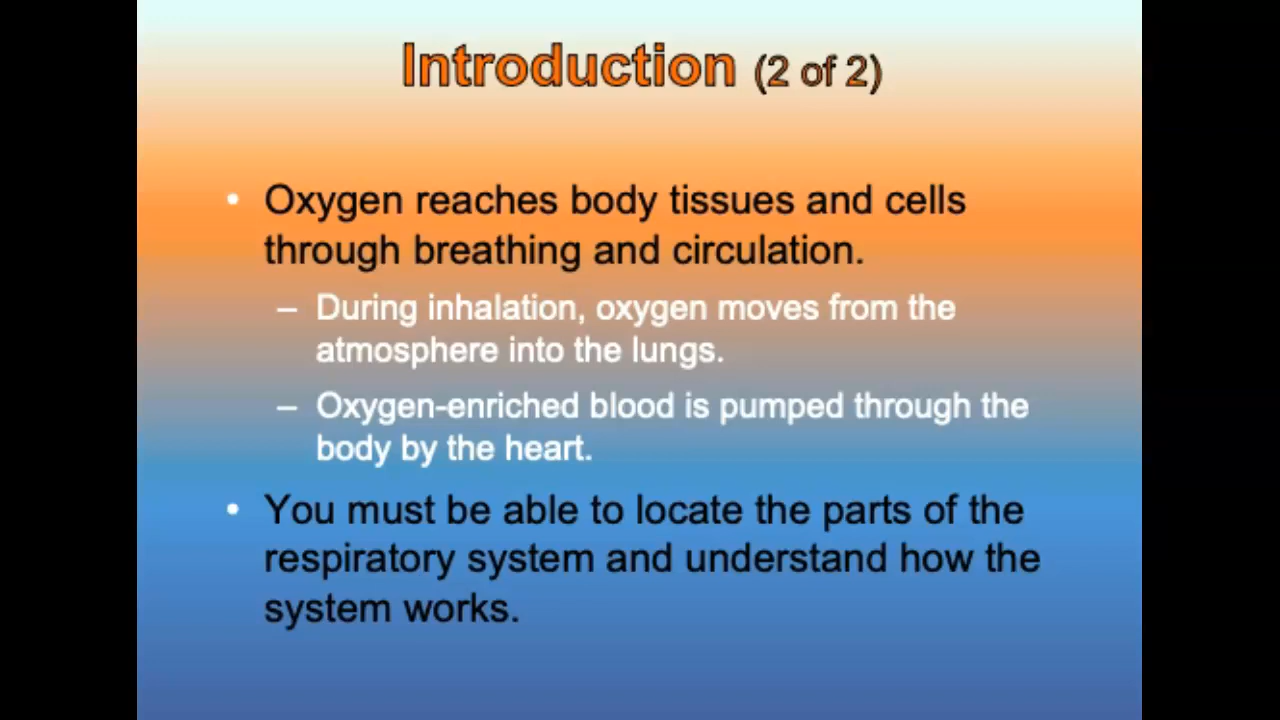 Introduction (2 of 2)
• Oxygen reaches body tissues and cells
through breathing and circulation.
– During inhalation, oxygen moves from the
atmosphere into the lungs.
– Oxygen-enriched blood is pumped through the
body by the heart.
• You must be able to locate the parts of the
respiratory system and understand how the
system works.